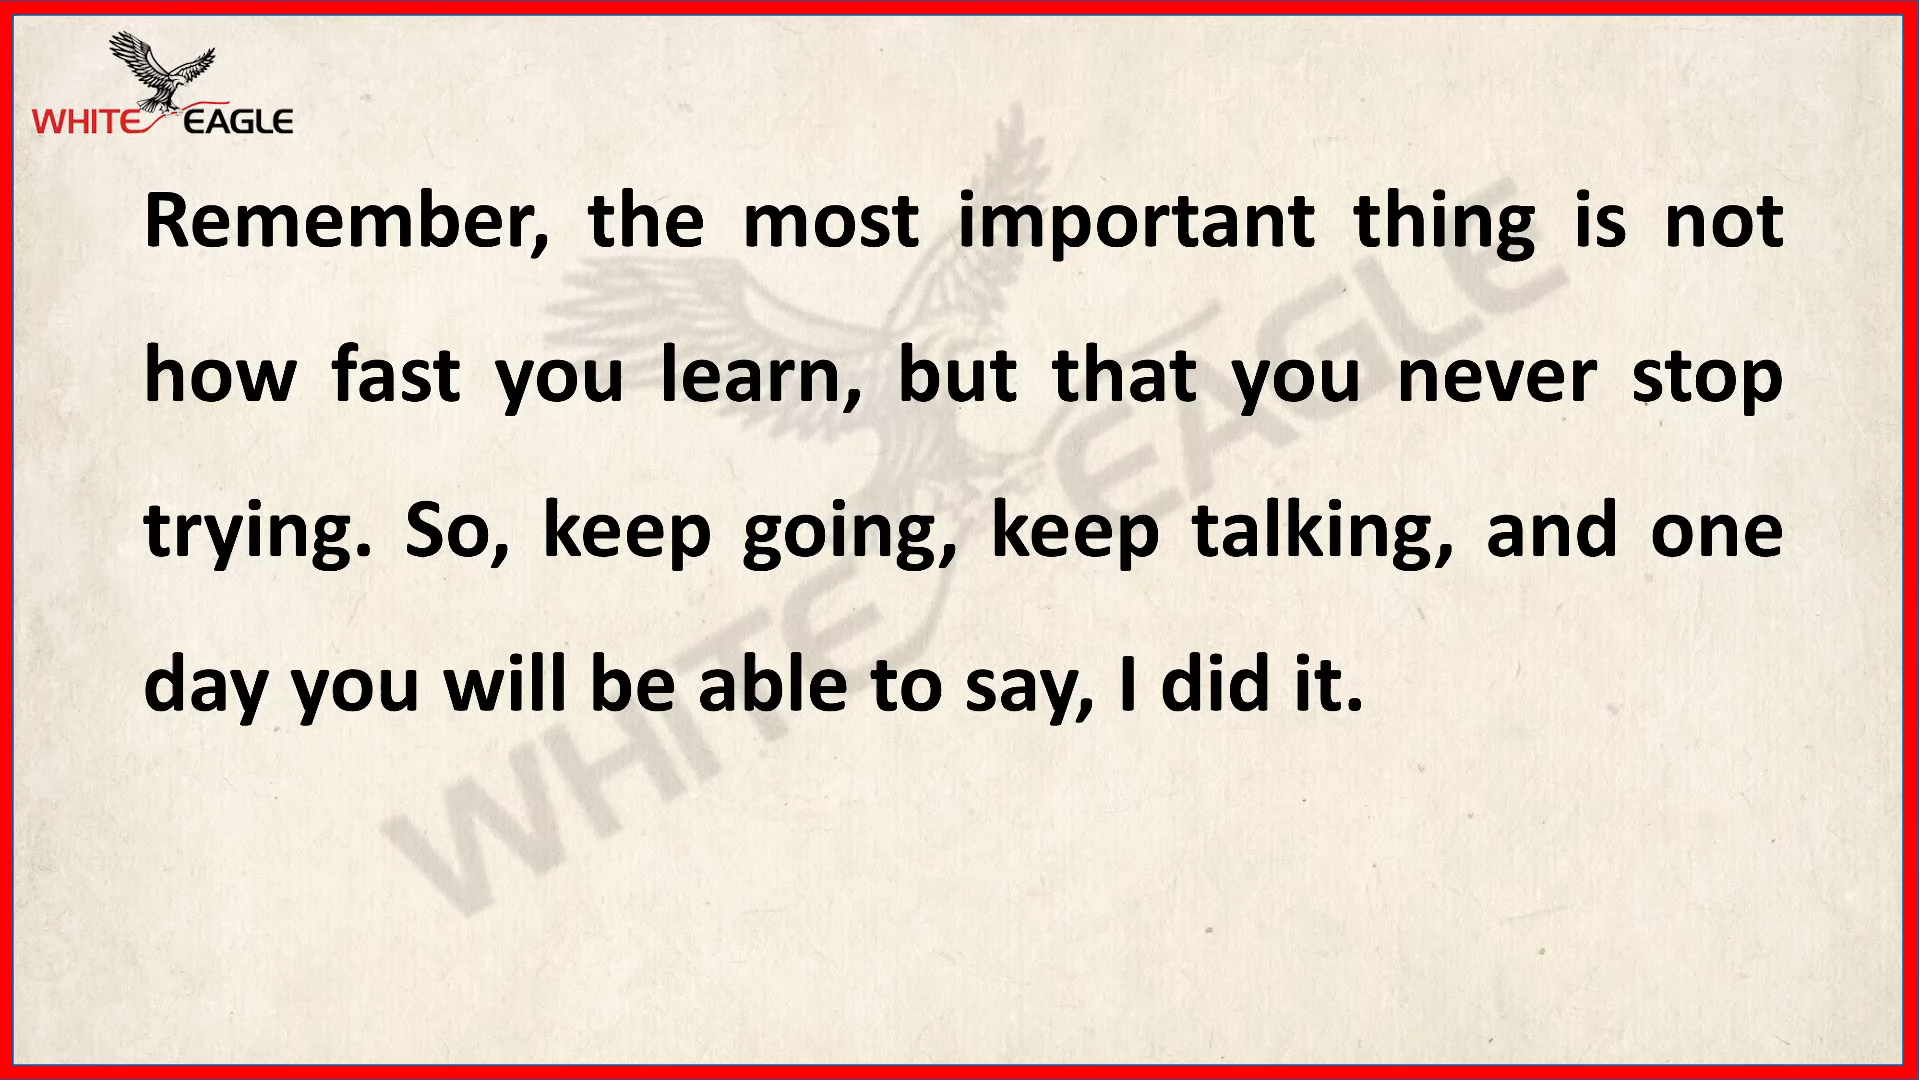 WHITE EAGLE
Remember, the most important thing is not
how fast you learn, but that you never stop
trying. So, keep going, keep talking, and one
day you will be able to say, I did it.
WHITE EAGLE